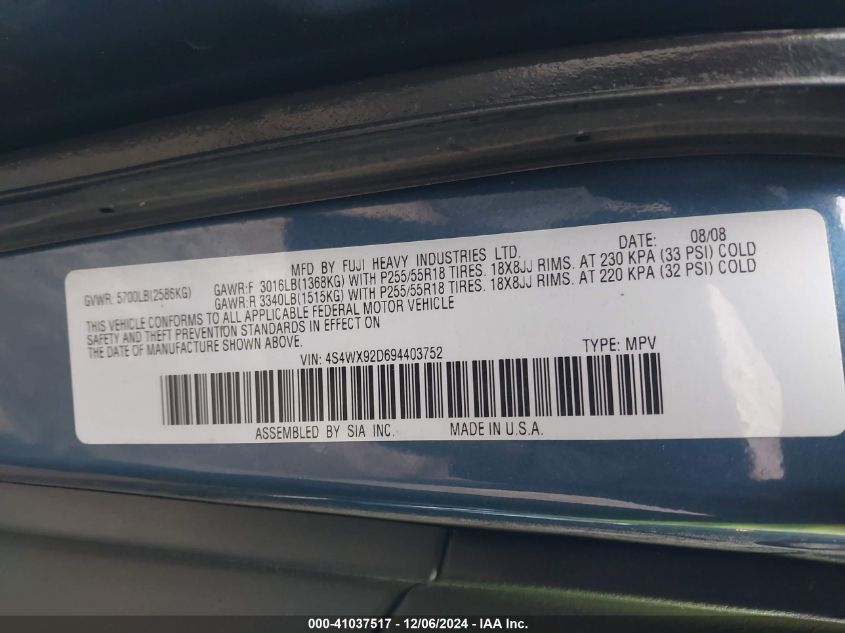 MFD BY FUJI HEAVY INDUSTRIES LTD. DATE: 08/08
GVWR: 5700LB(2586KG) GAWR:F 3016LB(1368KG) WITH P255/55R18 TIRES. 18X8JJ RIMS. AT 230 KPA (33 PSI) COLD
GAWR:R 3340LB(1515KG) WITH P255/55R18 TIRES. 18X8JJ RIMS. AT 220 KPA (32 PSI) COLD
THIS VEHICLE CONFORMS TO ALL APPLICABLE FEDERAL MOTOR VEHICLE
SAFETY AND THEFT PREVENTION STANDARDS IN EFFECT ON
THE DATE OF MANUFACTURE SHOWN ABOVE.
VIN: 4S4WX92D694403752 TYPE: MPV
ASSEMBLED BY SIA INC. MADE IN U.S.A.
000-41037517 - 12/06/2024 - IAA Inc.